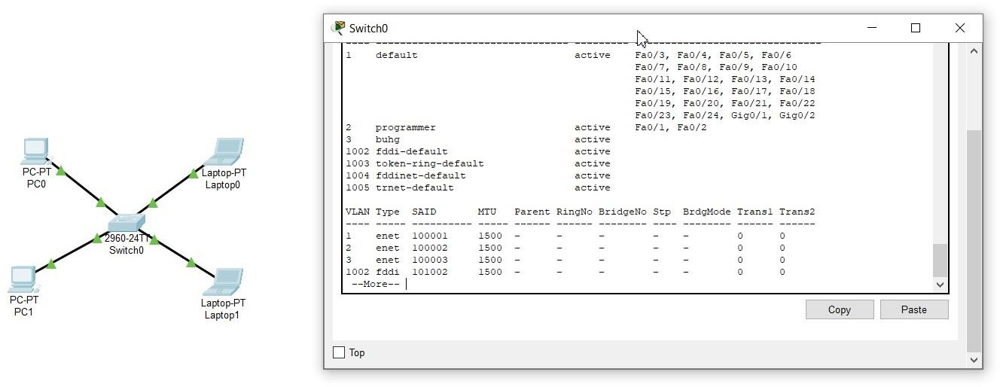 Switch0
---- -------------------------------- --------- -------------------------------
1 default active Fa0/3, Fa0/4, Fa0/5, Fa0/6
Fa0/7, Fa0/8, Fa0/9, Fa0/10
Fa0/11, Fa0/12, Fa0/13, Fa0/14
Fa0/15, Fa0/16, Fa0/17, Fa0/18
Fa0/19, Fa0/20, Fa0/21, Fa0/22
Fa0/23, Fa0/24, Gig0/1, Gig0/2
2 programmer active Fa0/1, Fa0/2
3 buhg active
1002 fddi-default active
1003 token-ring-default active
1004 fddinet-default active
1005 trnet-default active
VLAN Type SAID MTU Parent RingNo BridgeNo Stp BrdgMode Trans1 Trans2
---- ----- ---------- ----- ------ ------ -------- ---- -------- ------ ------
1 enet 100001 1500 - - - - - 0 0
2 enet 100002 1500 - - - - - 0 0
3 enet 100003 1500 - - - - - 0 0
1002 fddi 101002 1500 - - - - - 0 0
--More--
Copy
Paste
Top
PC-PT
PC0
Laptop-PT
Laptop0
2960-24TT
Switch0
PC-PT
PC1
Laptop-PT
Laptop1